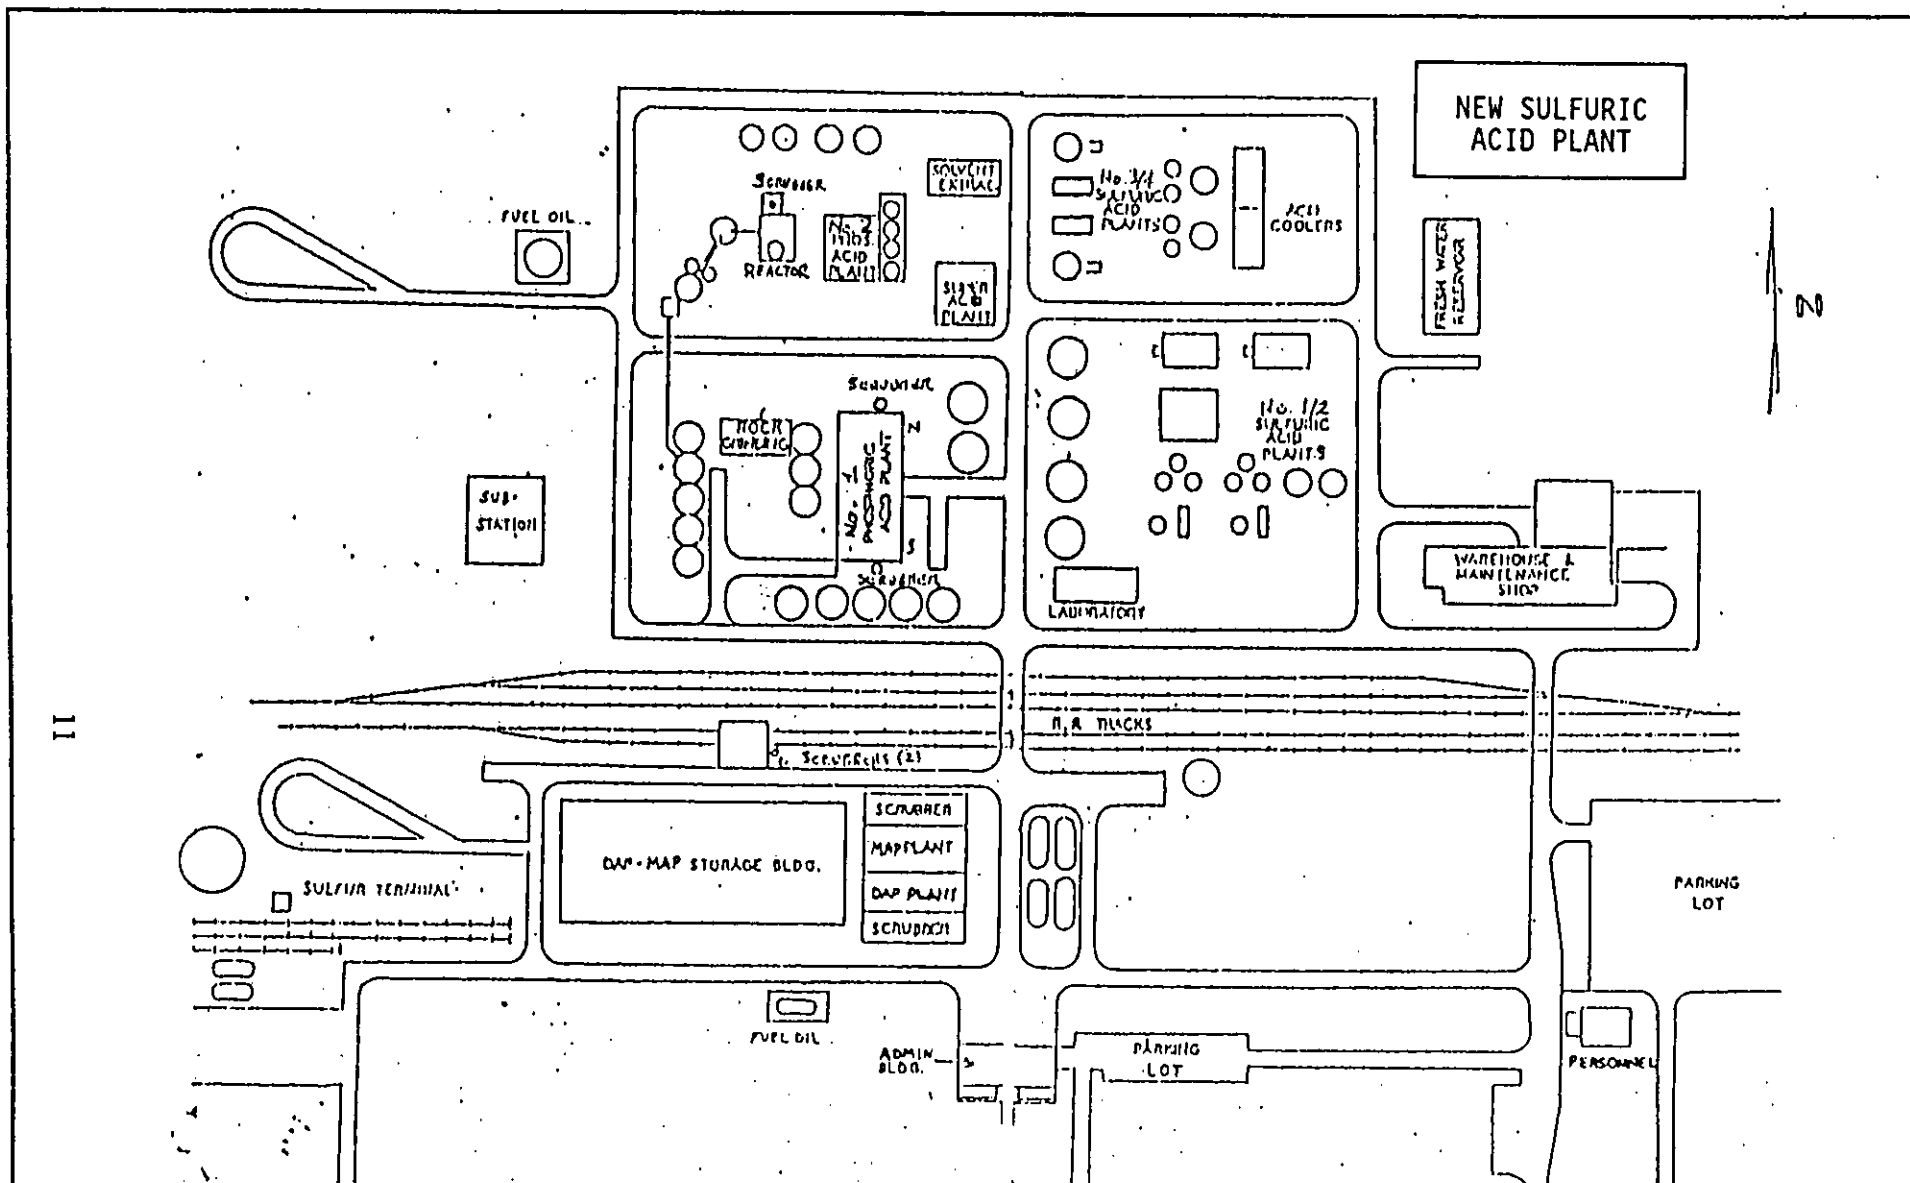 NEW SULFURIC
ACID PLANT
SCRUBBER
SOLVENT
FUEL OIL
No. 2
ACID
PLANT
REACTOR
ACID
PLANT
No. 3/4
SULFURIC
ACID
PLANTS
ACID
COOLERS
FRESH WATER
RESERVOIR
N
SCRUBBER
ROCK
N
No. 1
PHOSPHORIC
ACID PLANT
S
SCRUBBER
No. 1/2
SULFURIC
ACID
PLANTS
SUB-
STATION
LABORATORY
WAREHOUSE &
MAINTENANCE
SHOP
R.R. TRACKS
SCRUBBERS (2)
11
DAP-MAP STORAGE BLDG.
SCRUBBER
MAP PLANT
DAP PLANT
SCRUBBER
SULFUR TERMINAL
PARKING
LOT
FUEL OIL
ADMIN
BLDG.
PARKING
LOT
PERSONNEL